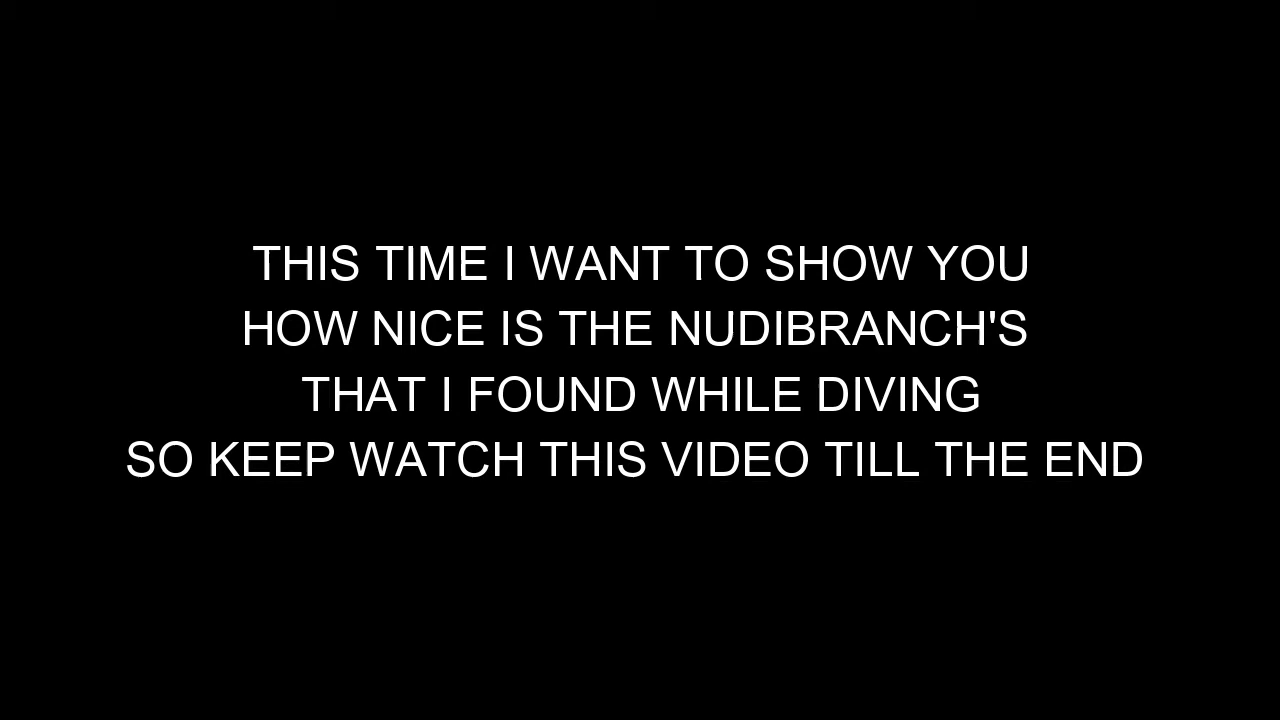 THIS TIME I WANT TO SHOW YOU
HOW NICE IS THE NUDIBRANCH'S
THAT I FOUND WHILE DIVING
SO KEEP WATCH THIS VIDEO TILL THE END